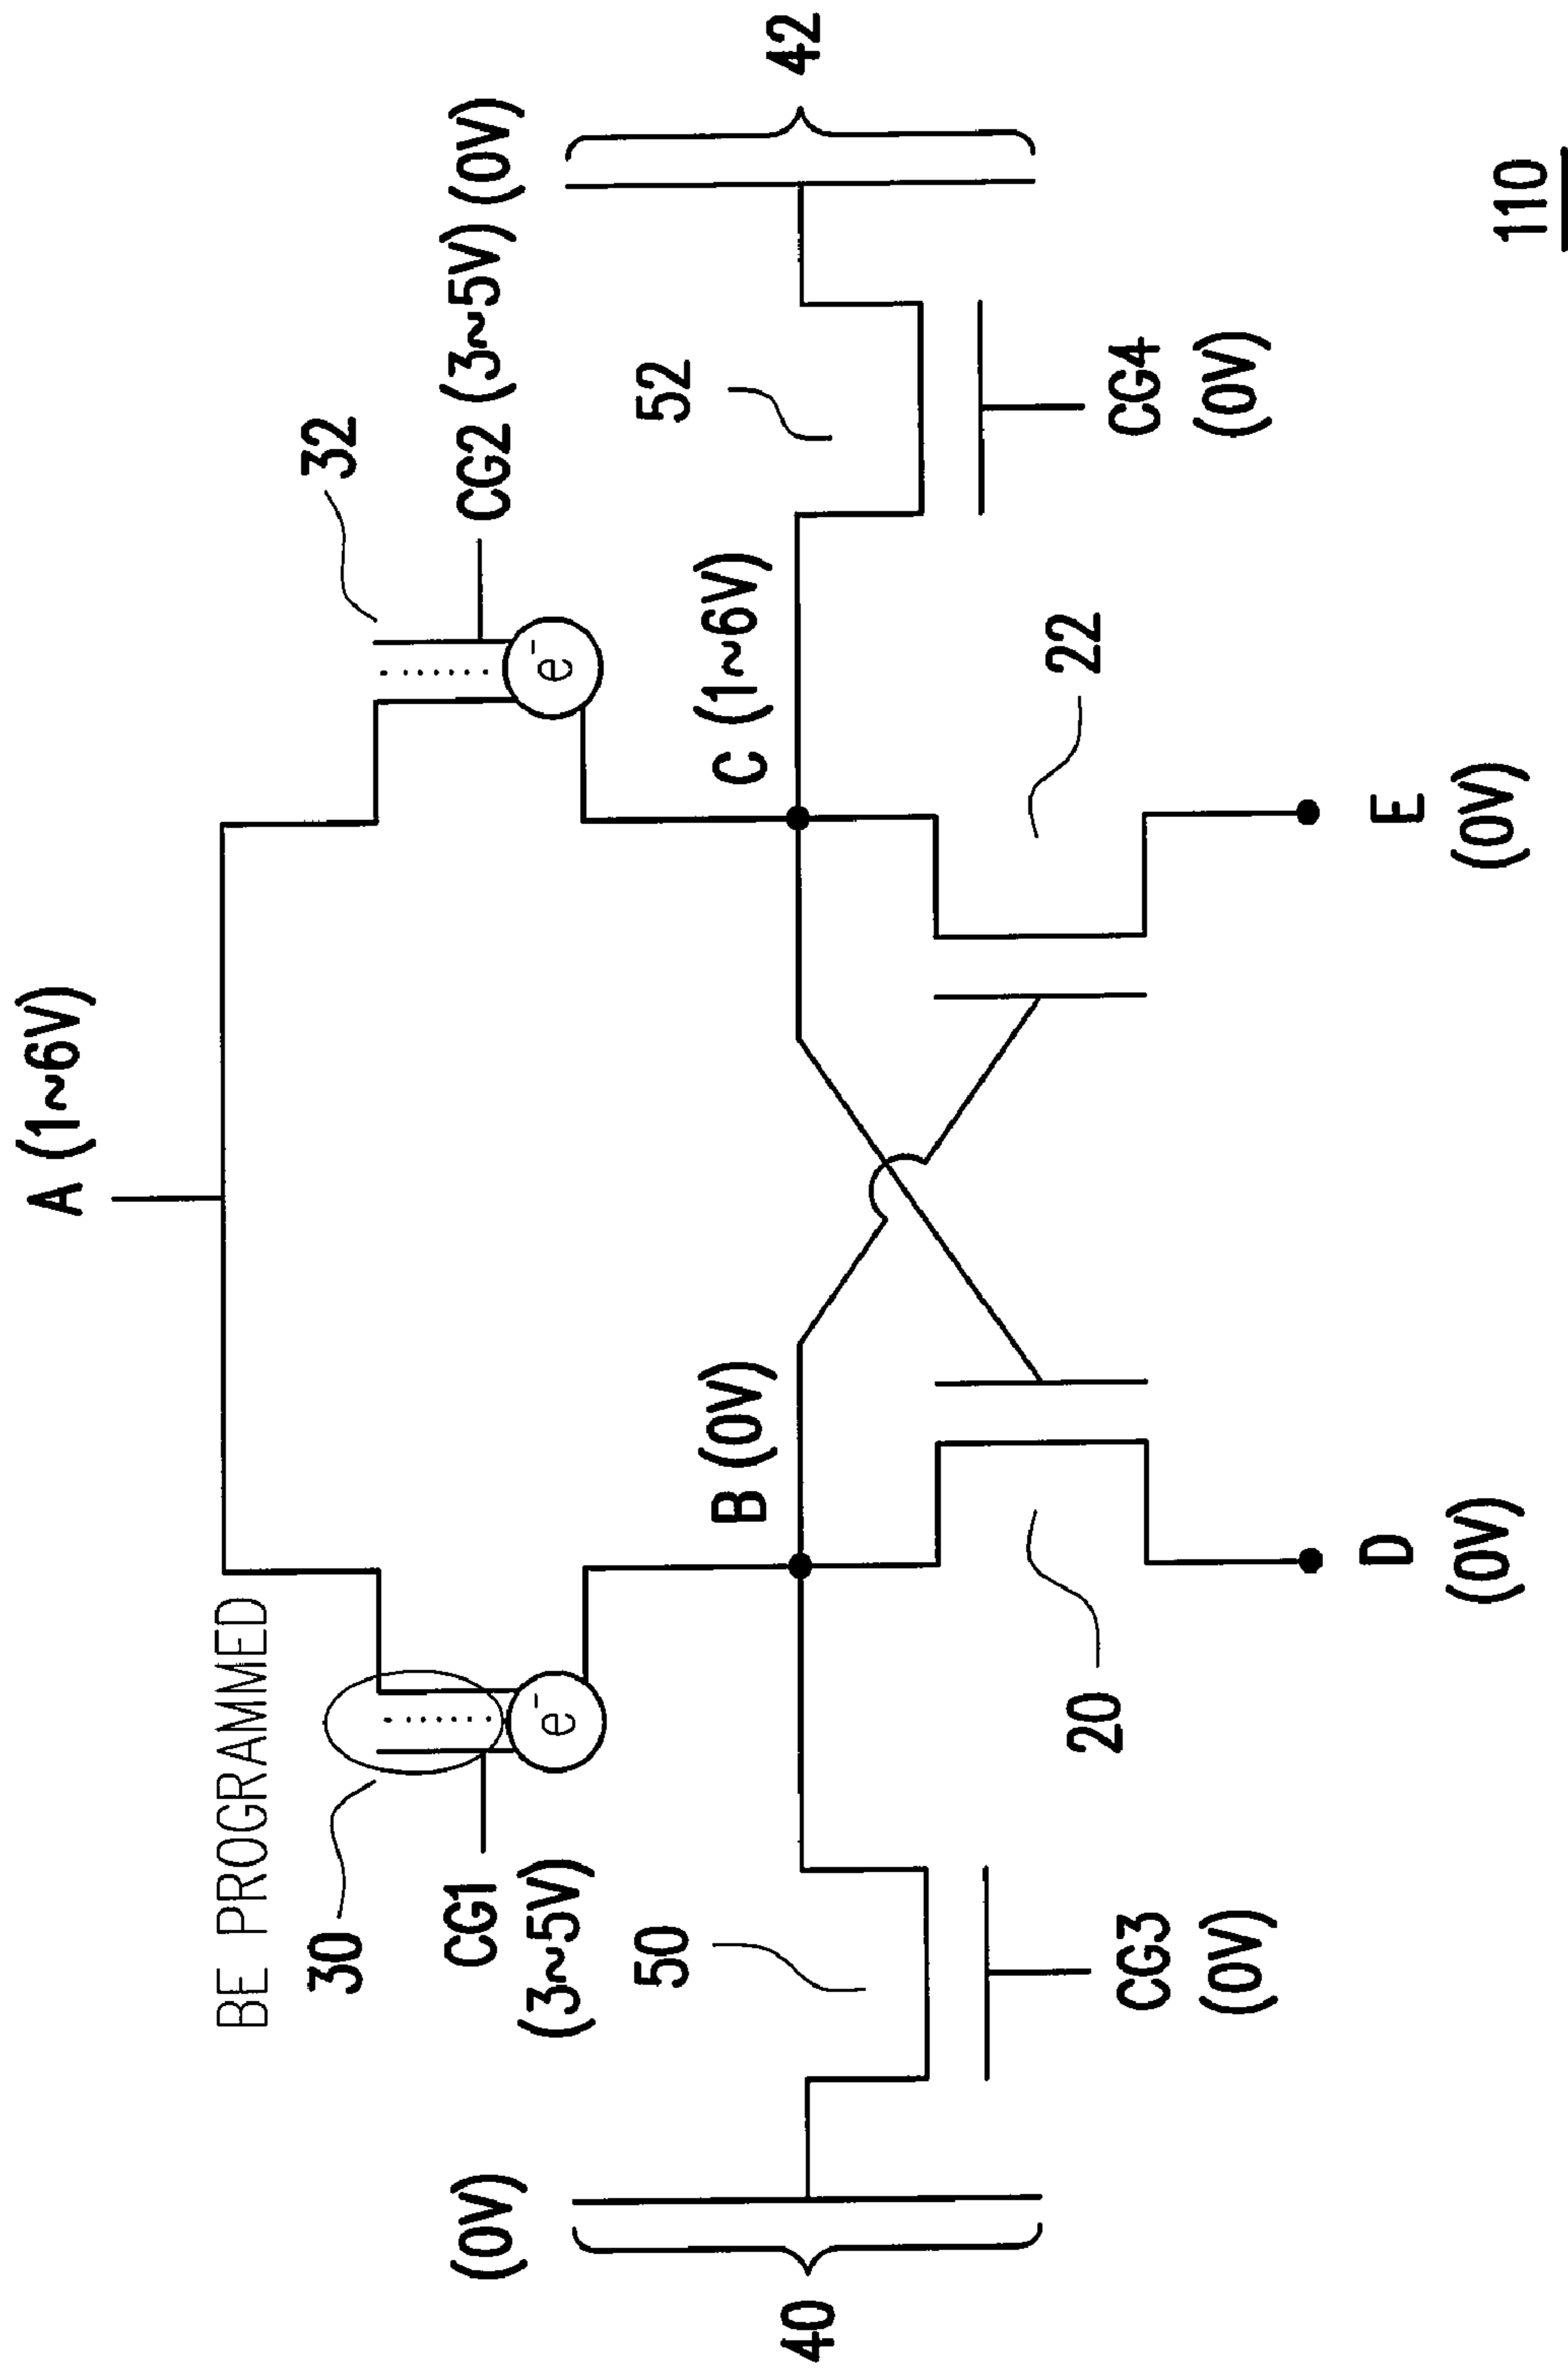 A (1~6V)
BE PROGRAMMED
30
32
CG1
(3~5V)
CG2 (3~5V) (0V)
(0V)
50
52
B (0V)
C (1~6V)
40
42
20
22
CG3
(0V)
CG4
(0V)
D
(0V)
E
(0V)
e⁻
e⁻
110